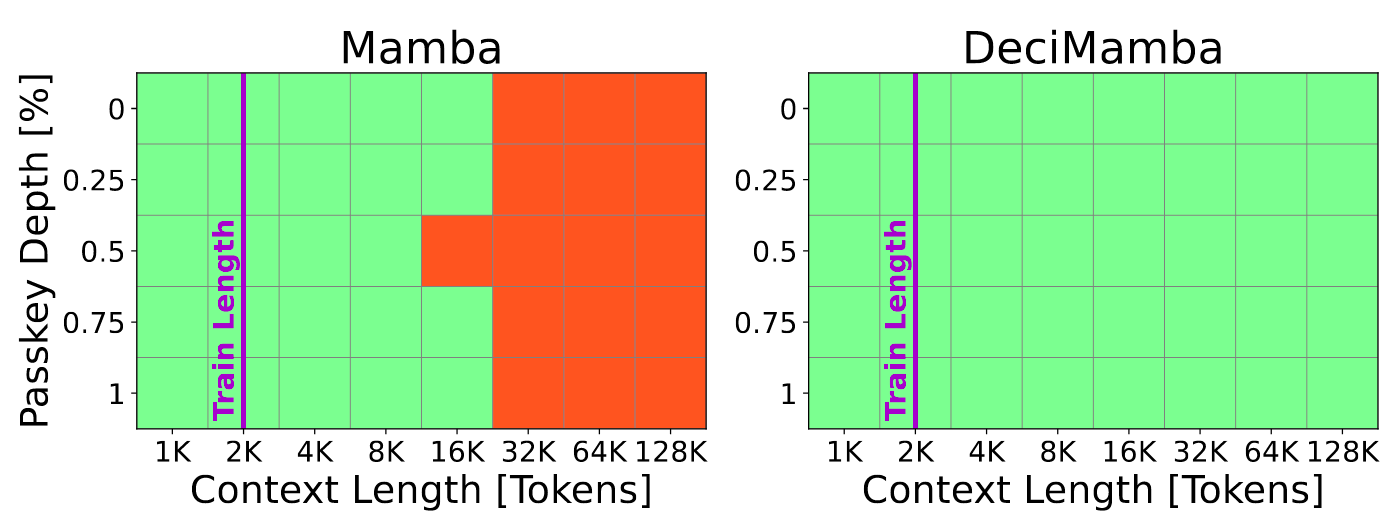 Mamba
Passkey Depth [%]
0
0.25
0.5
0.75
1
Train Length
1K 2K 4K 8K 16K 32K 64K 128K
Context Length [Tokens]
DeciMamba
0
0.25
0.5
0.75
1
Train Length
1K 2K 4K 8K 16K 32K 64K 128K
Context Length [Tokens]